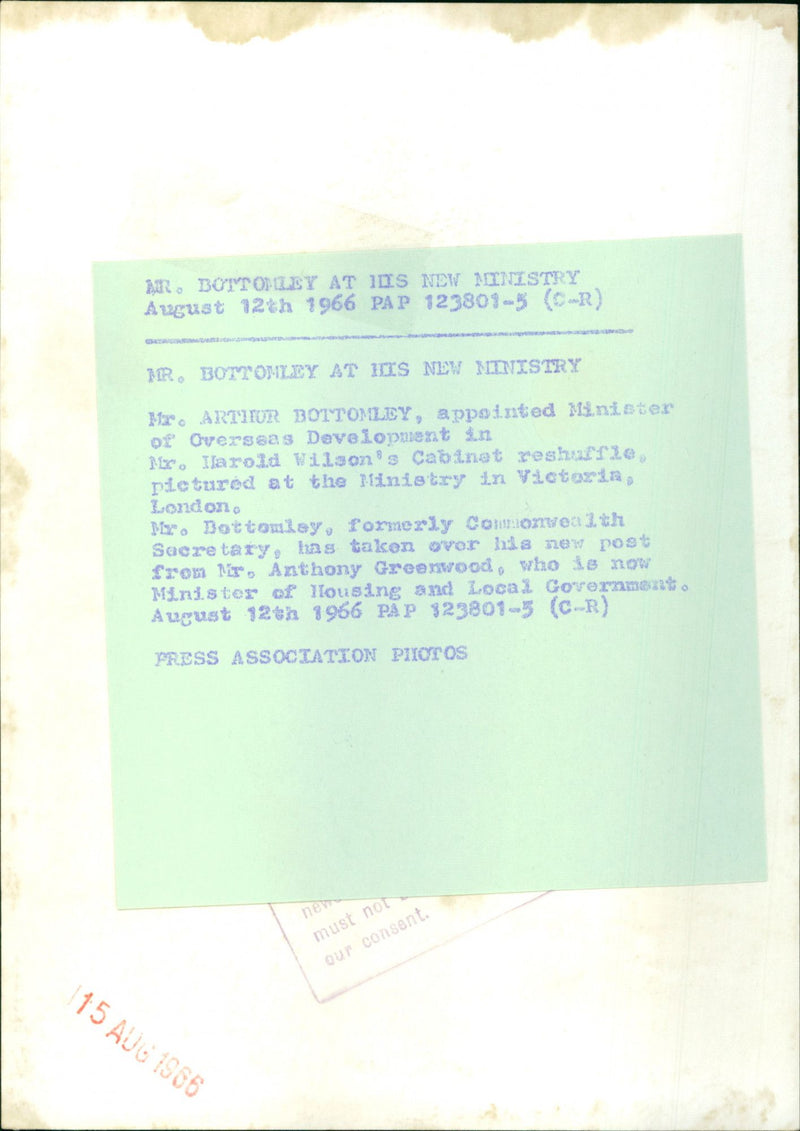 MR. BOTTOMLEY AT HIS NEW MINISTRY
August 12th 1966 PAP 123801-5 (C-R)
MR. BOTTOMLEY AT HIS NEW MINISTRY
Mr. ARTHUR BOTTOMLEY, appointed Minister
of Overseas Development in
Mr. Harold Wilson's Cabinet reshuffle,
pictured at the Ministry in Victoria,
London.
Mr. Bottomley, formerly Commonwealth
Secretary, has taken over his new post
from Mr. Anthony Greenwood, who is now
Minister of Housing and Local Government.
August 12th 1966 PAP 123801-5 (C-R)
PRESS ASSOCIATION PHOTOS
must not
our consent.
15 AUG 1966